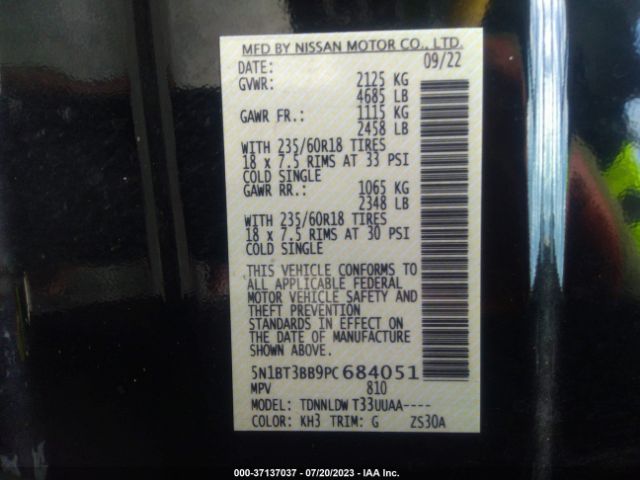 MFD BY NISSAN MOTOR CO., LTD.
DATE: 09/22
GVWR: 2125 KG
4685 LB
GAWR FR.: 1115 KG
2458 LB
WITH 235/60R18 TIRES
18 x 7.5 RIMS AT 33 PSI
COLD SINGLE
GAWR RR.: 1065 KG
2348 LB
WITH 235/60R18 TIRES
18 x 7.5 RIMS AT 30 PSI
COLD SINGLE
THIS VEHICLE CONFORMS TO
ALL APPLICABLE FEDERAL
MOTOR VEHICLE SAFETY AND
THEFT PREVENTION
STANDARDS IN EFFECT ON
THE DATE OF MANUFACTURE
SHOWN ABOVE.
5N1BT3BB9PC684051
MPV 810
MODEL: TDNNLDW T33UUAA----
COLOR: KH3 TRIM: G ZS30A
000-37137037 - 07/20/2023 - IAA Inc.